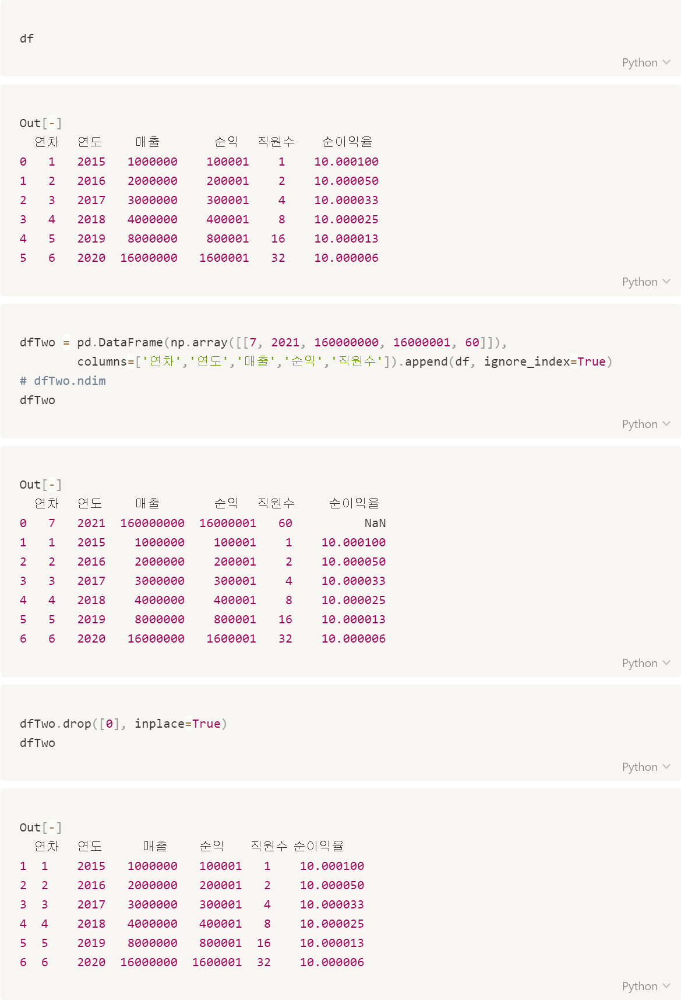 df
Python
Out[-]
연차 연도 매출 순익 직원수 순이익율
0 1 2015 1000000 100001 1 10.000100
1 2 2016 2000000 200001 2 10.000050
2 3 2017 3000000 300001 4 10.000033
3 4 2018 4000000 400001 8 10.000025
4 5 2019 8000000 800001 16 10.000013
5 6 2020 16000000 1600001 32 10.000006
Python
dfTwo = pd.DataFrame(np.array([[7, 2021, 160000000, 16000001, 60]]),
columns=['연차','연도','매출','순익','직원수']).append(df, ignore_index=True)
# dfTwo.ndim
dfTwo
Python
Out[-]
연차 연도 매출 순익 직원수 순이익율
0 7 2021 160000000 16000001 60 NaN
1 1 2015 1000000 100001 1 10.000100
2 2 2016 2000000 200001 2 10.000050
3 3 2017 3000000 300001 4 10.000033
4 4 2018 4000000 400001 8 10.000025
5 5 2019 8000000 800001 16 10.000013
6 6 2020 16000000 1600001 32 10.000006
Python
dfTwo.drop([0], inplace=True)
dfTwo
Python
Out[-]
연차 연도 매출 순익 직원수 순이익율
1 1 2015 1000000 100001 1 10.000100
2 2 2016 2000000 200001 2 10.000050
3 3 2017 3000000 300001 4 10.000033
4 4 2018 4000000 400001 8 10.000025
5 5 2019 8000000 800001 16 10.000013
6 6 2020 16000000 1600001 32 10.000006
Python